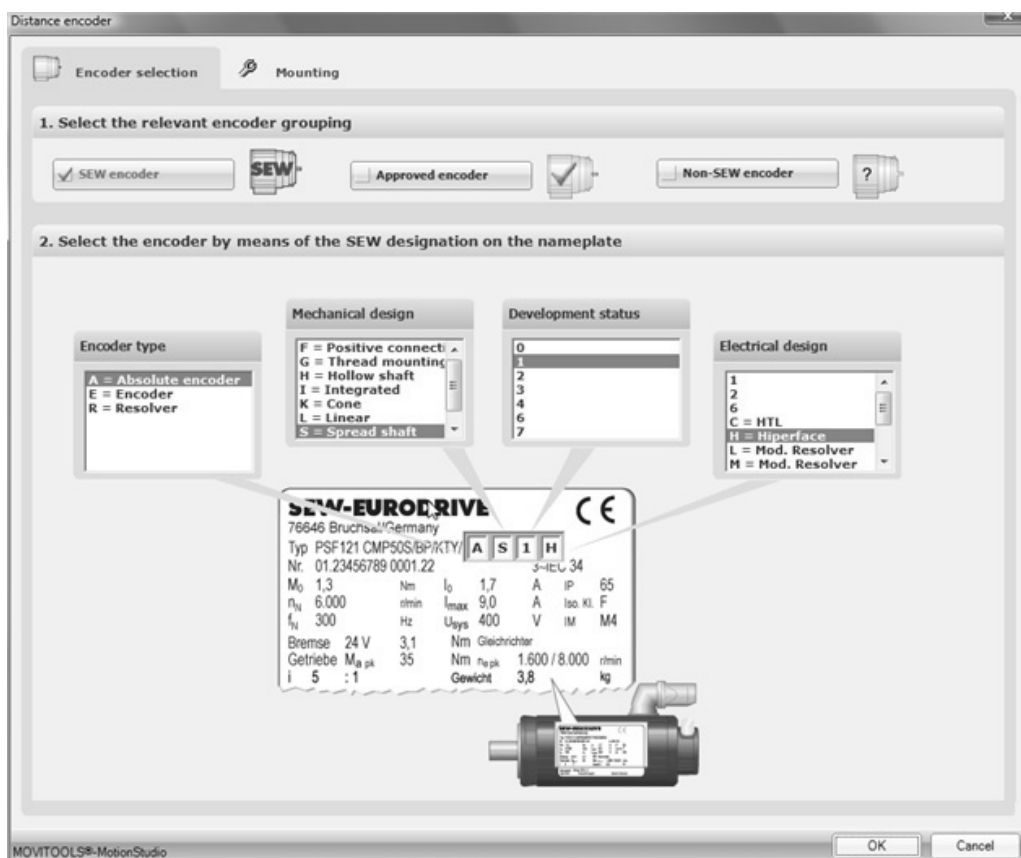 Distance encoder
Encoder selection
Mounting
1. Select the relevant encoder grouping
SEW encoder
SEW
Approved encoder
Non-SEW encoder
?
2. Select the encoder by means of the SEW designation on the nameplate
Encoder type
A = Absolute encoder
E = Encoder
R = Resolver
Mechanical design
F = Positive connecti
G = Thread mounting
H = Hollow shaft
I = Integrated
K = Cone
L = Linear
S = Spread shaft
Development status
0
1
2
3
4
6
7
Electrical design
1
2
6
C = HTL
H = Hiperface
L = Mod. Resolver
M = Mod. Resolver
SEW-EURODRIVE CE
76646 Bruchsal/Germany
Typ PSF121 CMP50S/BP/KTY/ A S 1 H
Nr. 01.23456789 0001.22 3~IEC 34
M0 1,3 Nm I0 1,7 A IP 65
nN 6.000 r/min Imax 9,0 A Iso. Kl. F
fN 300 Hz Usys 400 V IM M4
Bremse 24 V 3,1 Nm Gleichrichter
Getriebe Ma pk 35 Nm ne pk 1.600 / 8.000 r/min
i 5 :1 Gewicht 3,8 kg
SEW-EURODRIVE
MOVITOOLS®-MotionStudio
OK
Cancel